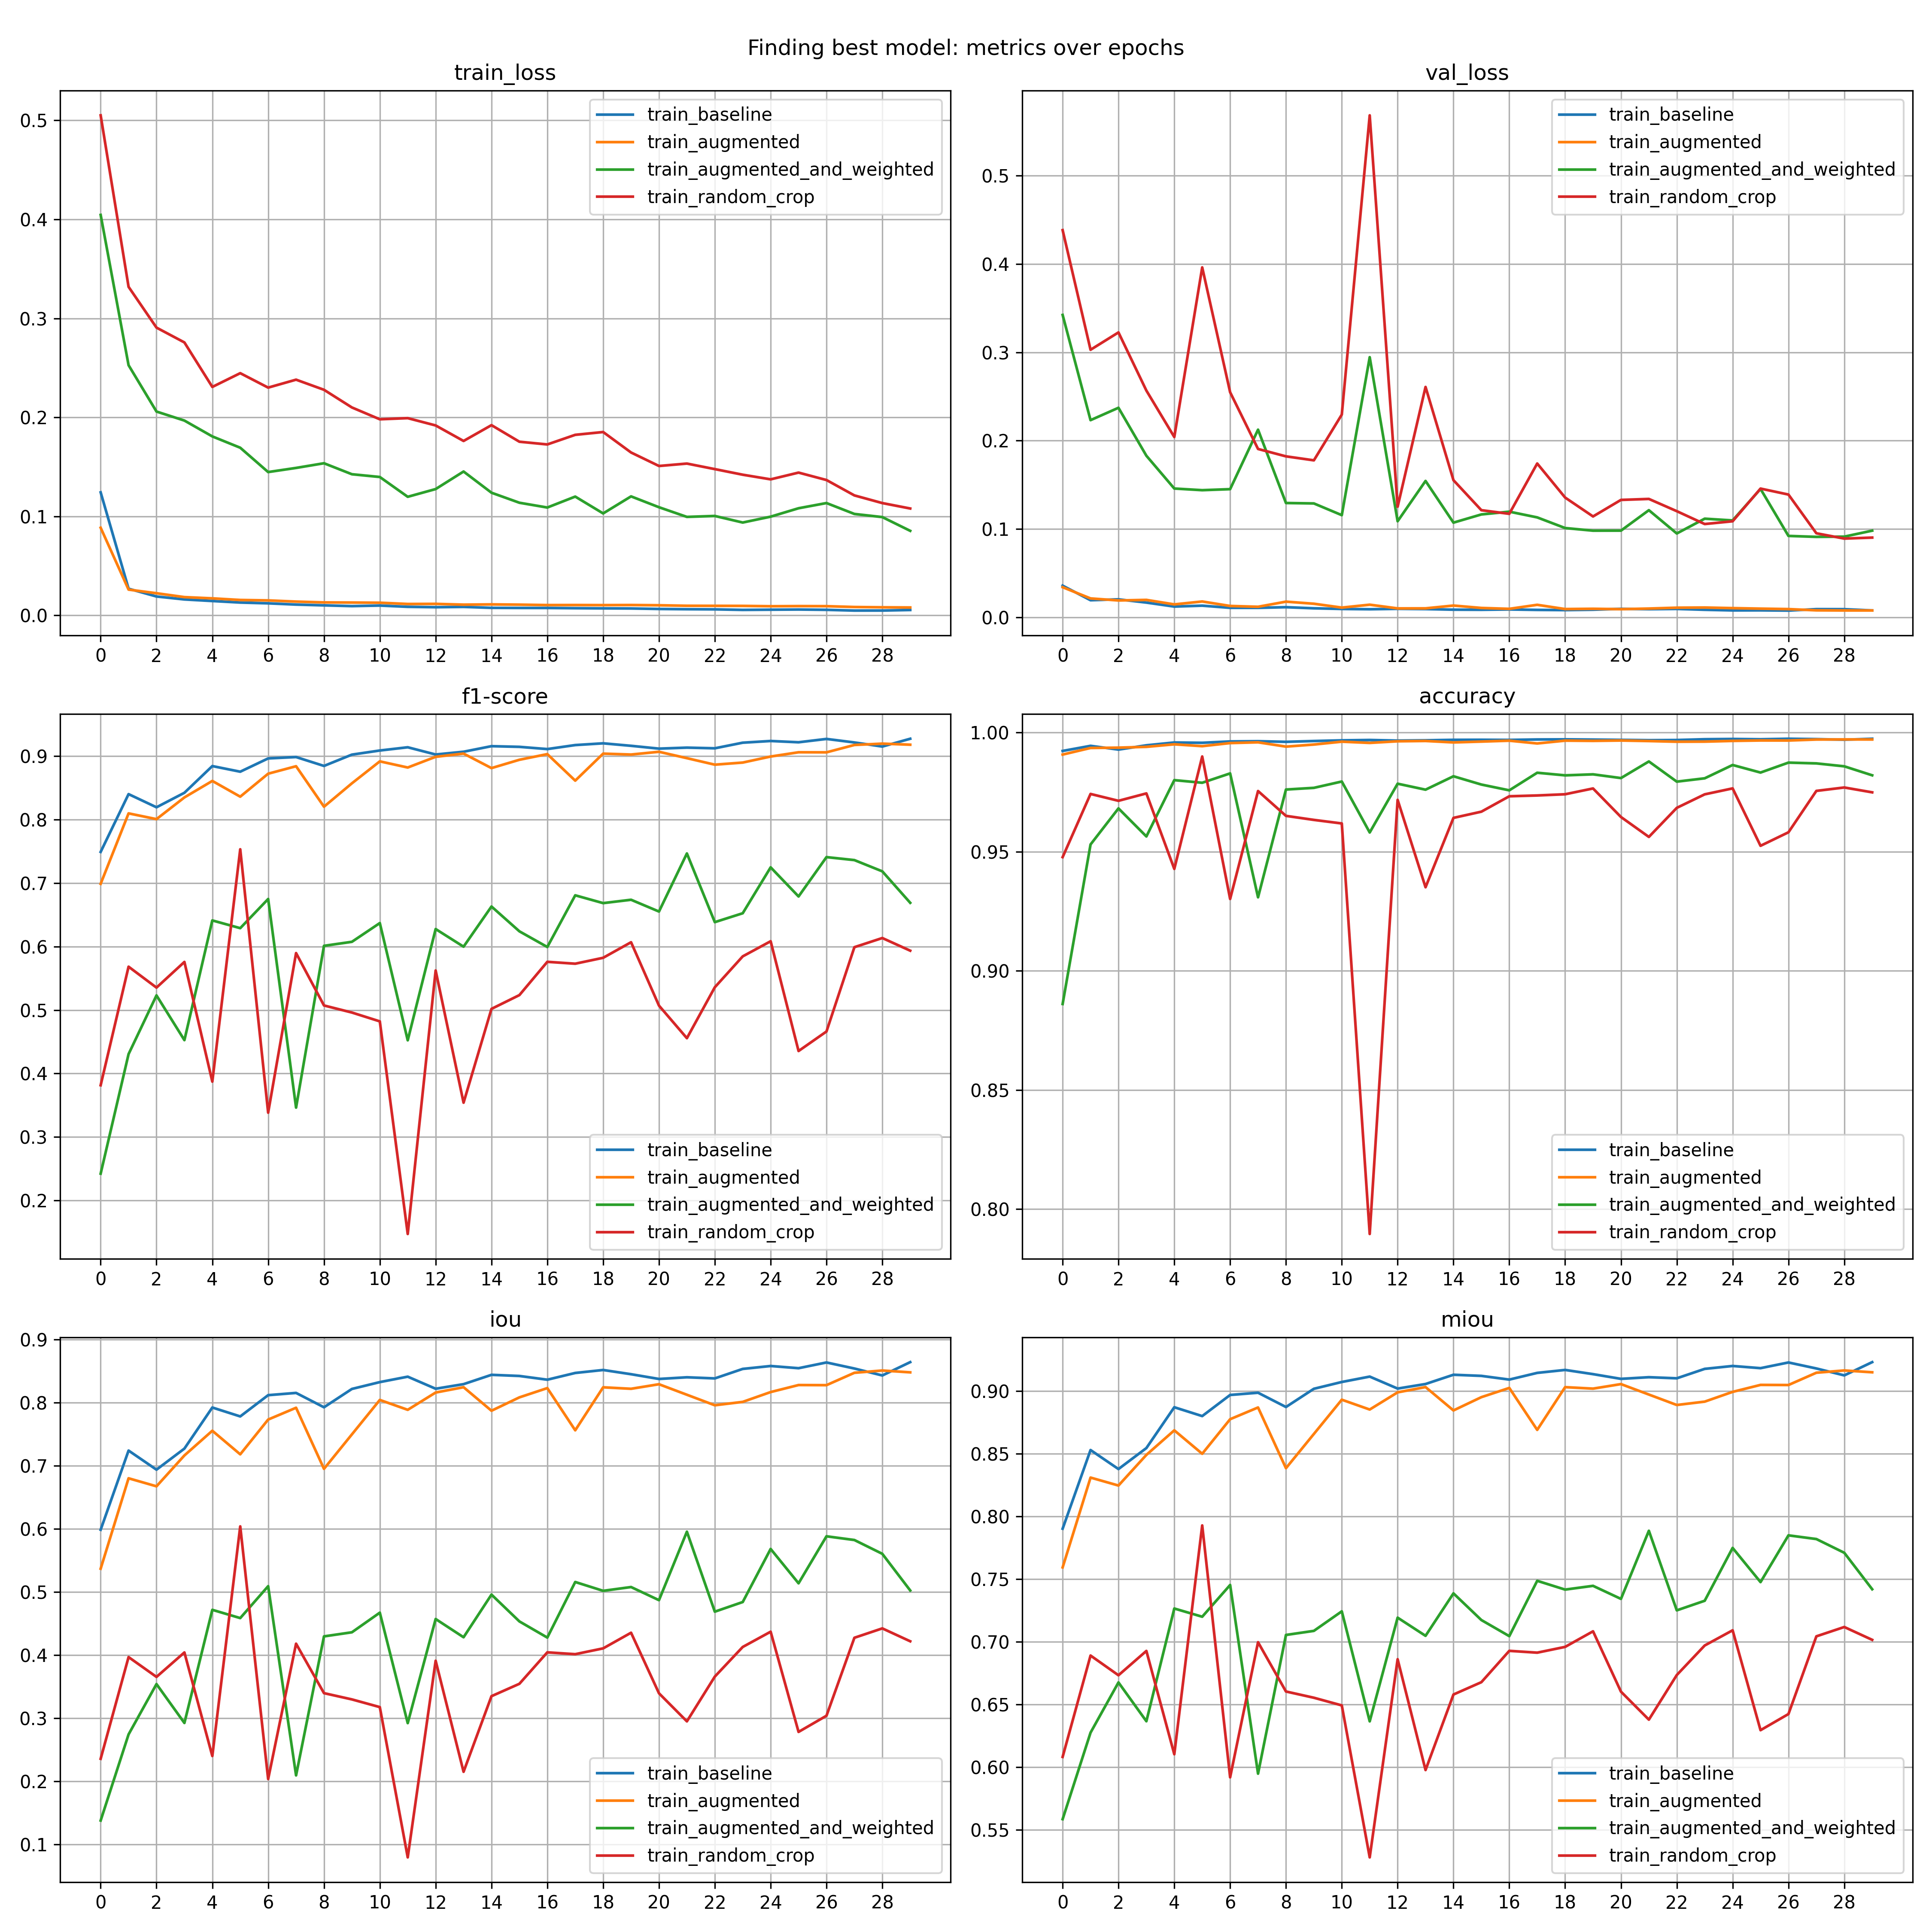 Finding best model: metrics over epochs
train_loss
0.5
0.4
0.3
0.2
0.1
0.0
0 2 4 6 8 10 12 14 16 18 20 22 24 26 28
train_baseline
train_augmented
train_augmented_and_weighted
train_random_crop
val_loss
0.5
0.4
0.3
0.2
0.1
0.0
0 2 4 6 8 10 12 14 16 18 20 22 24 26 28
train_baseline
train_augmented
train_augmented_and_weighted
train_random_crop
f1-score
0.9
0.8
0.7
0.6
0.5
0.4
0.3
0.2
0 2 4 6 8 10 12 14 16 18 20 22 24 26 28
train_baseline
train_augmented
train_augmented_and_weighted
train_random_crop
accuracy
1.00
0.95
0.90
0.85
0.80
0 2 4 6 8 10 12 14 16 18 20 22 24 26 28
train_baseline
train_augmented
train_augmented_and_weighted
train_random_crop
iou
0.9
0.8
0.7
0.6
0.5
0.4
0.3
0.2
0.1
0 2 4 6 8 10 12 14 16 18 20 22 24 26 28
train_baseline
train_augmented
train_augmented_and_weighted
train_random_crop
miou
0.90
0.85
0.80
0.75
0.70
0.65
0.60
0.55
0 2 4 6 8 10 12 14 16 18 20 22 24 26 28
train_baseline
train_augmented
train_augmented_and_weighted
train_random_crop